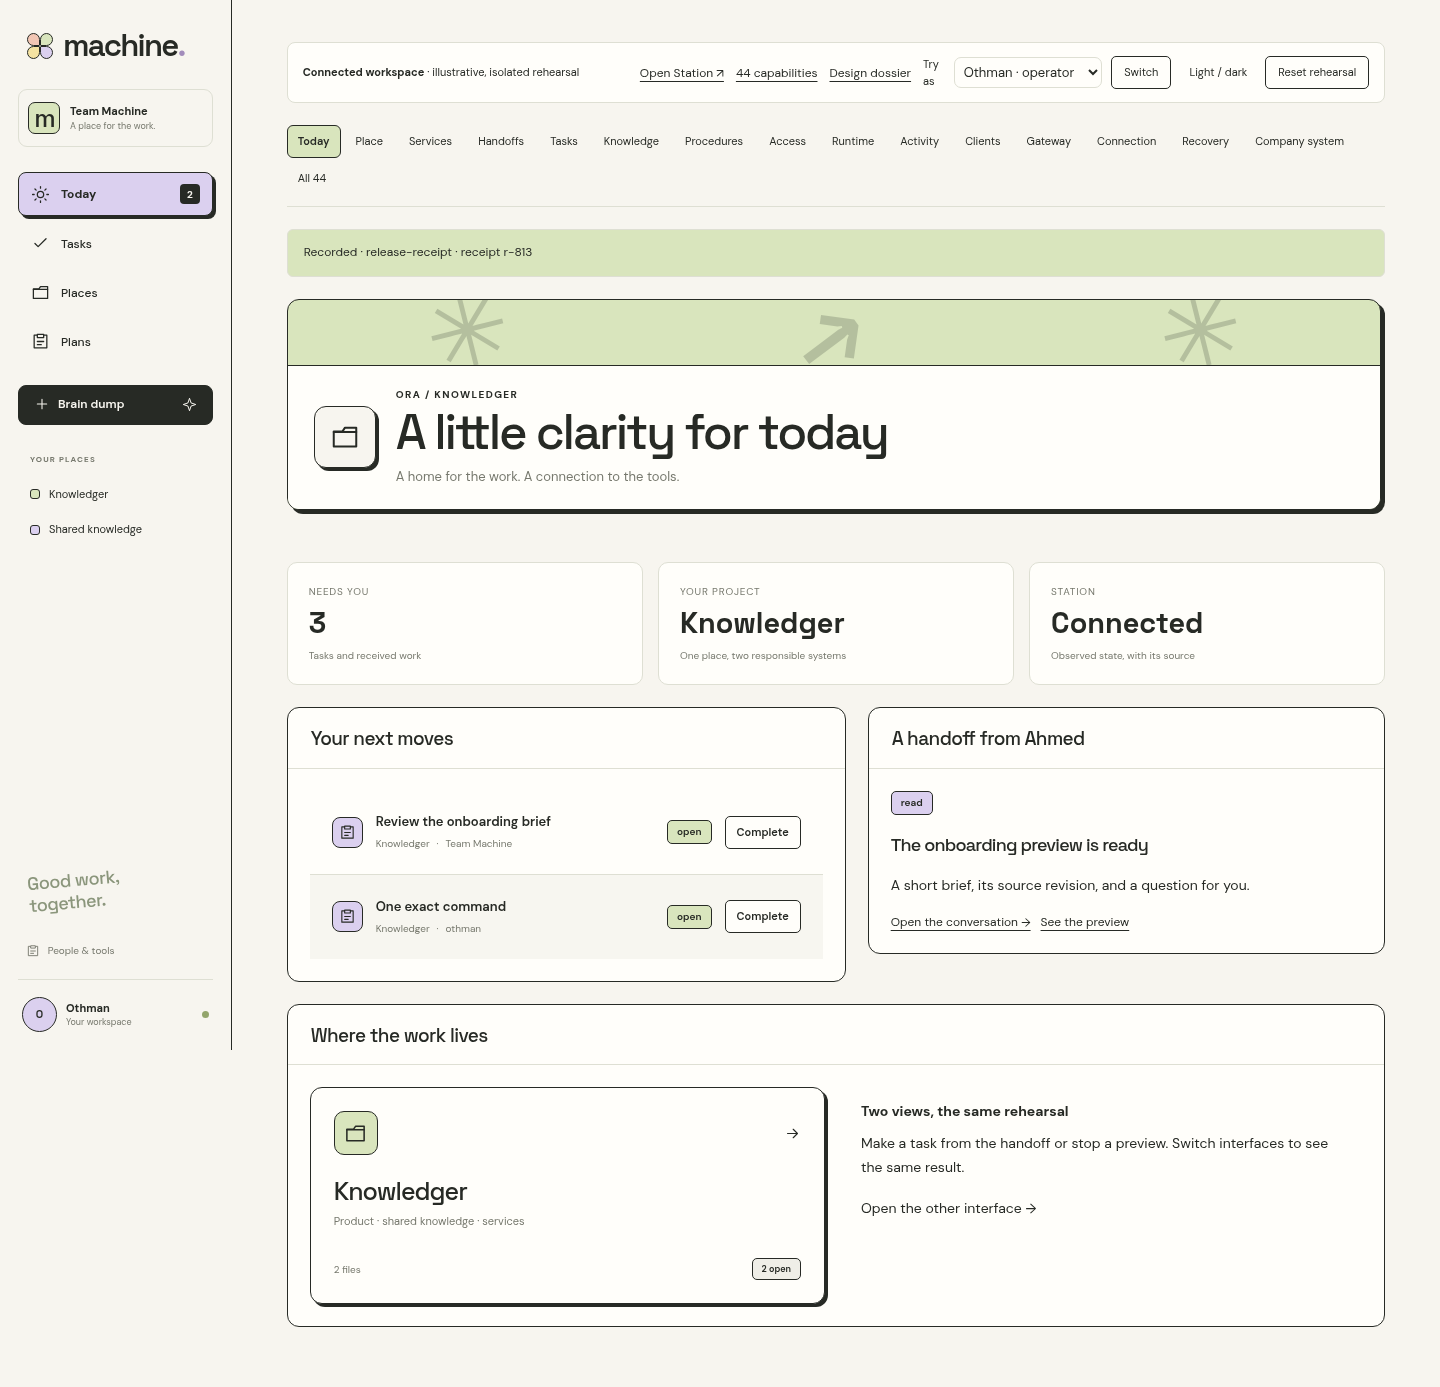 machine.
m
Team Machine
A place for the work.
Today
2
Tasks
Places
Plans
Brain dump
YOUR PLACES
Knowledger
Shared knowledge
Good work,
together.
People & tools
O
Othman
Your workspace
Connected workspace · illustrative, isolated rehearsal
Open Station ↗
44 capabilities
Design dossier
Try
as
Othman · operator
Switch
Light / dark
Reset rehearsal
Today
Place
Services
Handoffs
Tasks
Knowledge
Procedures
Access
Runtime
Activity
Clients
Gateway
Connection
Recovery
Company system
All 44
Recorded · release-receipt · receipt r-813
ORA / KNOWLEDGER
A little clarity for today
A home for the work. A connection to the tools.
NEEDS YOU
3
Tasks and received work
YOUR PROJECT
Knowledger
One place, two responsible systems
STATION
Connected
Observed state, with its source
Your next moves
Review the onboarding brief
Knowledger · Team Machine
open
Complete
One exact command
Knowledger · othman
open
Complete
A handoff from Ahmed
read
The onboarding preview is ready
A short brief, its source revision, and a question for you.
Open the conversation →
See the preview
Where the work lives
→
Knowledger
Product · shared knowledge · services
2 files
2 open
Two views, the same rehearsal
Make a task from the handoff or stop a preview. Switch interfaces to see
the same result.
Open the other interface →